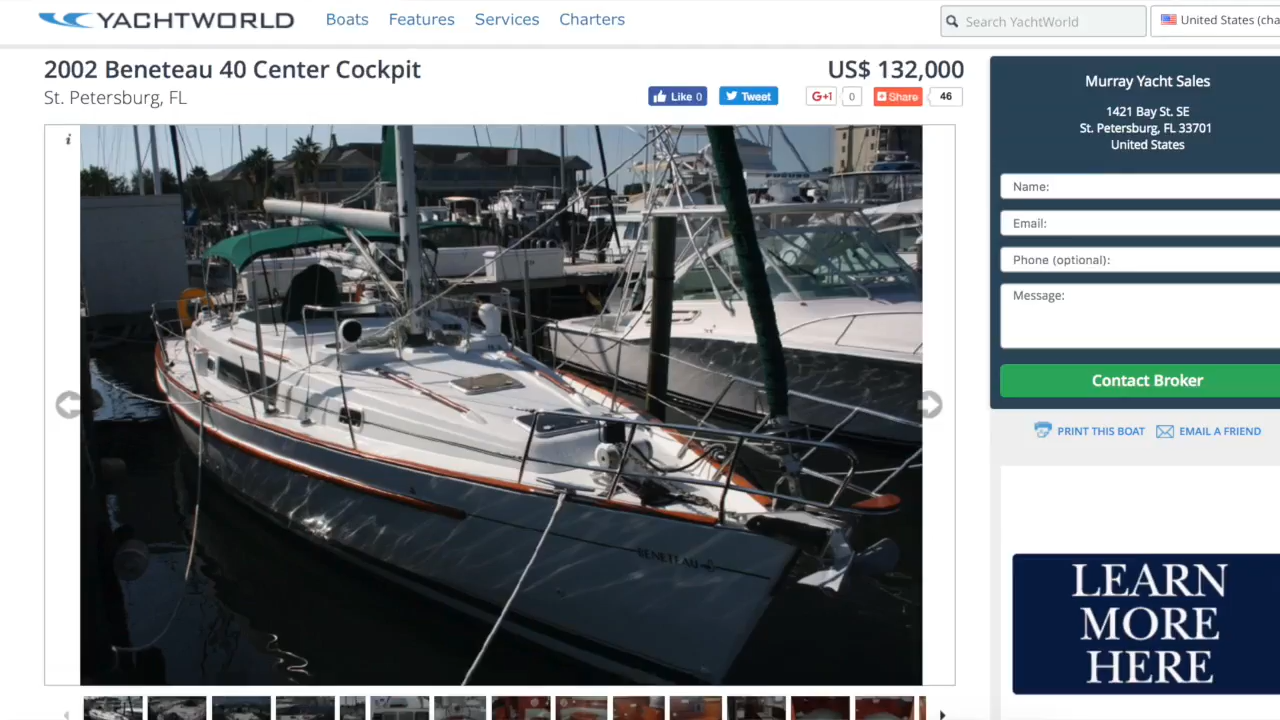 YACHTWORLD
Boats Features Services Charters
Search YachtWorld
United States (cha
2002 Beneteau 40 Center Cockpit
US$ 132,000
St. Petersburg, FL
Like 0
Tweet
G+1
0
Share
46
i
Murray Yacht Sales
1421 Bay St. SE
St. Petersburg, FL 33701
United States
Name:
Email:
Phone (optional):
Message:
Contact Broker
PRINT THIS BOAT EMAIL A FRIEND
BENETEAU
LEARN
MORE
HERE